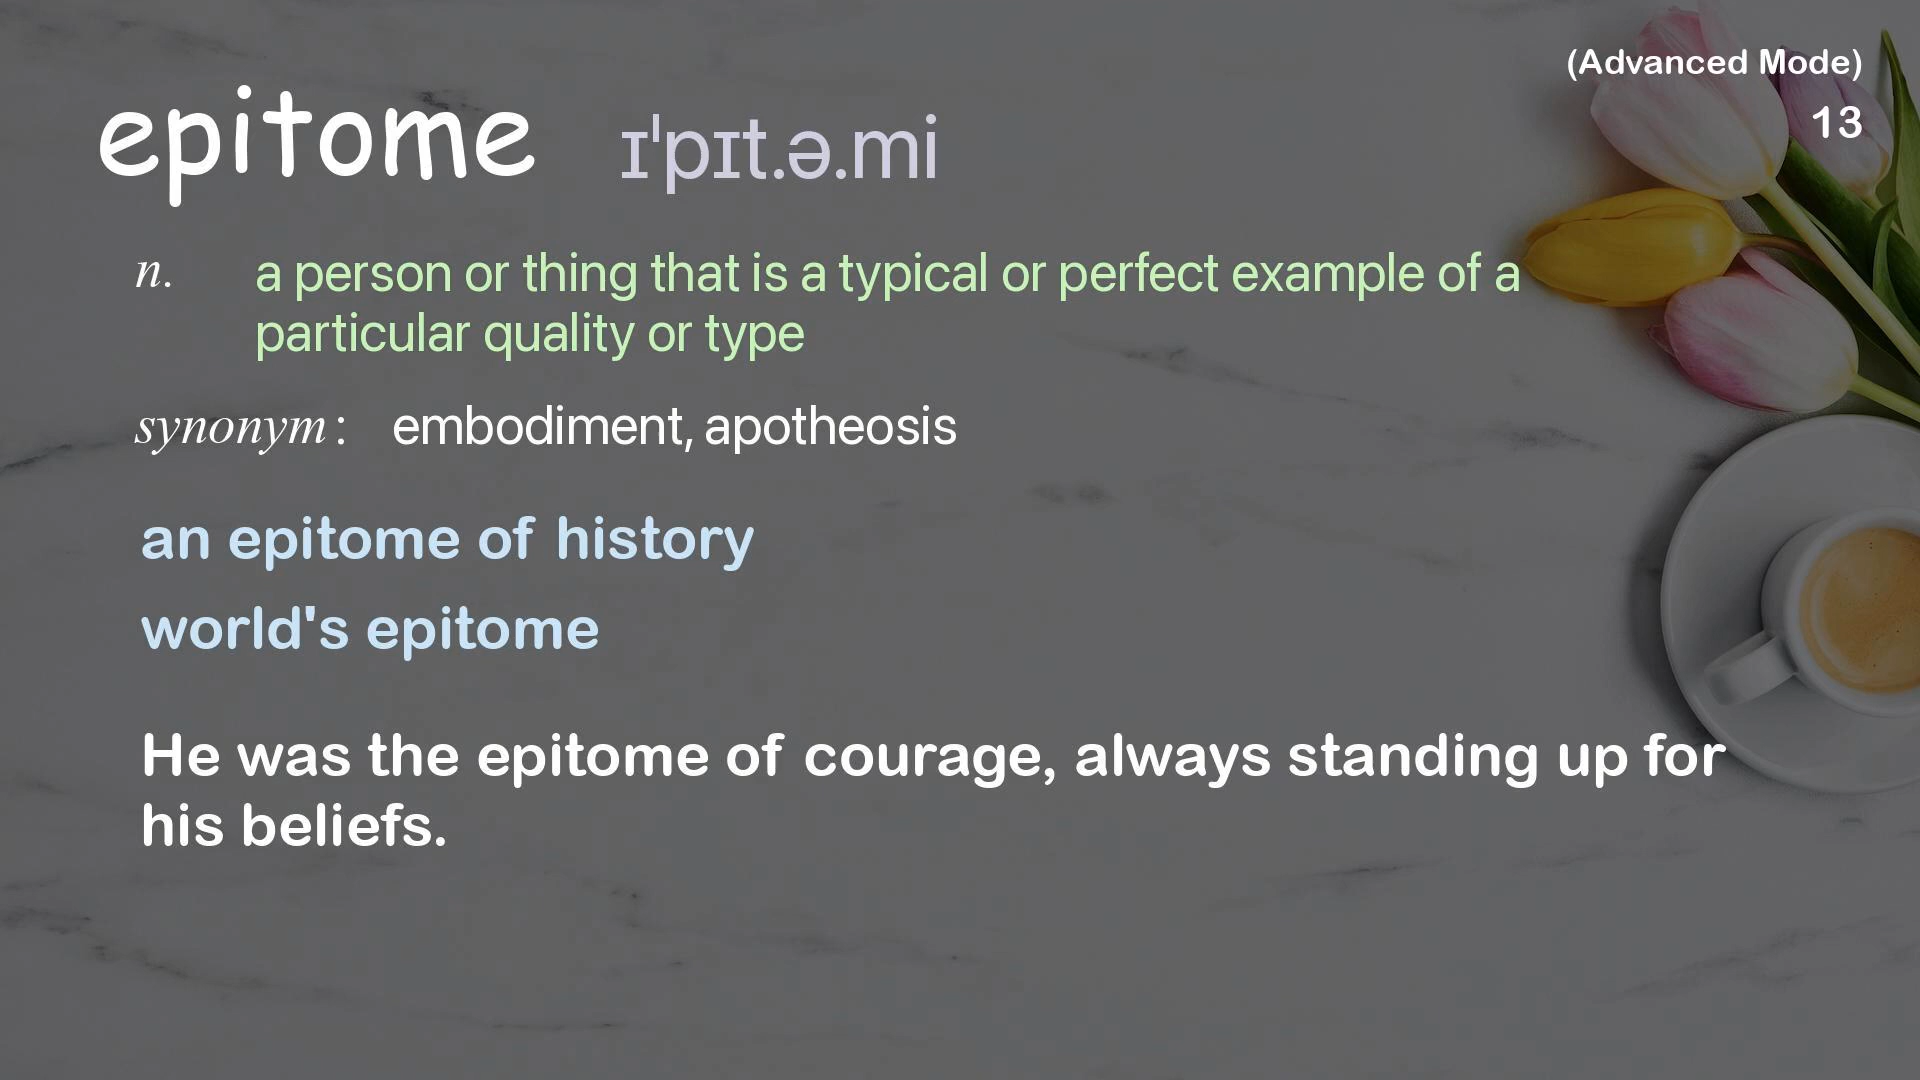 (Advanced Mode)
13
epitome ɪˈpɪt.ə.mi
n. a person or thing that is a typical or perfect example of a
particular quality or type
synonym: embodiment, apotheosis
an epitome of history
world's epitome
He was the epitome of courage, always standing up for
his beliefs.